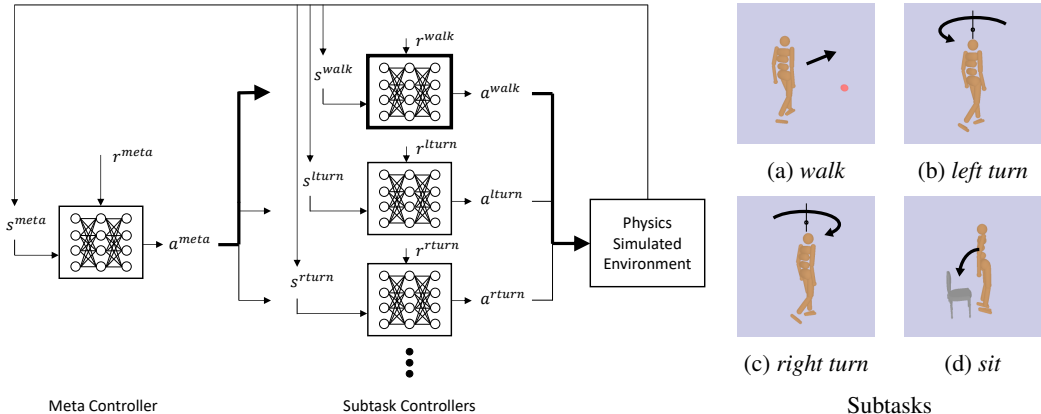 r^{walk}
s^{walk}
a^{walk}
r^{meta}
s^{meta}
a^{meta}
r^{lturn}
s^{lturn}
a^{lturn}
r^{rturn}
s^{rturn}
a^{rturn}
Physics
Simulated
Environment
Meta Controller
Subtask Controllers
(a) walk
(b) left turn
(c) right turn
(d) sit
Subtasks